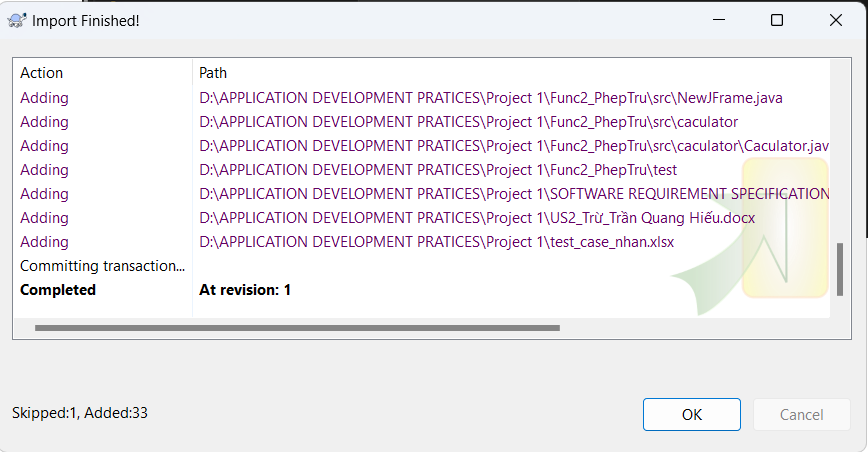 Import Finished!
Action Path
Adding D:\APPLICATION DEVELOPMENT PRATICES\Project 1\Func2_PhepTru\src\NewJFrame.java
Adding D:\APPLICATION DEVELOPMENT PRATICES\Project 1\Func2_PhepTru\src\caculator
Adding D:\APPLICATION DEVELOPMENT PRATICES\Project 1\Func2_PhepTru\src\caculator\Caculator.jav
Adding D:\APPLICATION DEVELOPMENT PRATICES\Project 1\Func2_PhepTru\test
Adding D:\APPLICATION DEVELOPMENT PRATICES\Project 1\SOFTWARE REQUIREMENT SPECIFICATION
Adding D:\APPLICATION DEVELOPMENT PRATICES\Project 1\US2_Trừ_Trần Quang Hiếu.docx
Adding D:\APPLICATION DEVELOPMENT PRATICES\Project 1\test_case_nhan.xlsx
Committing transaction...
Completed At revision: 1
Skipped:1, Added:33
OK Cancel